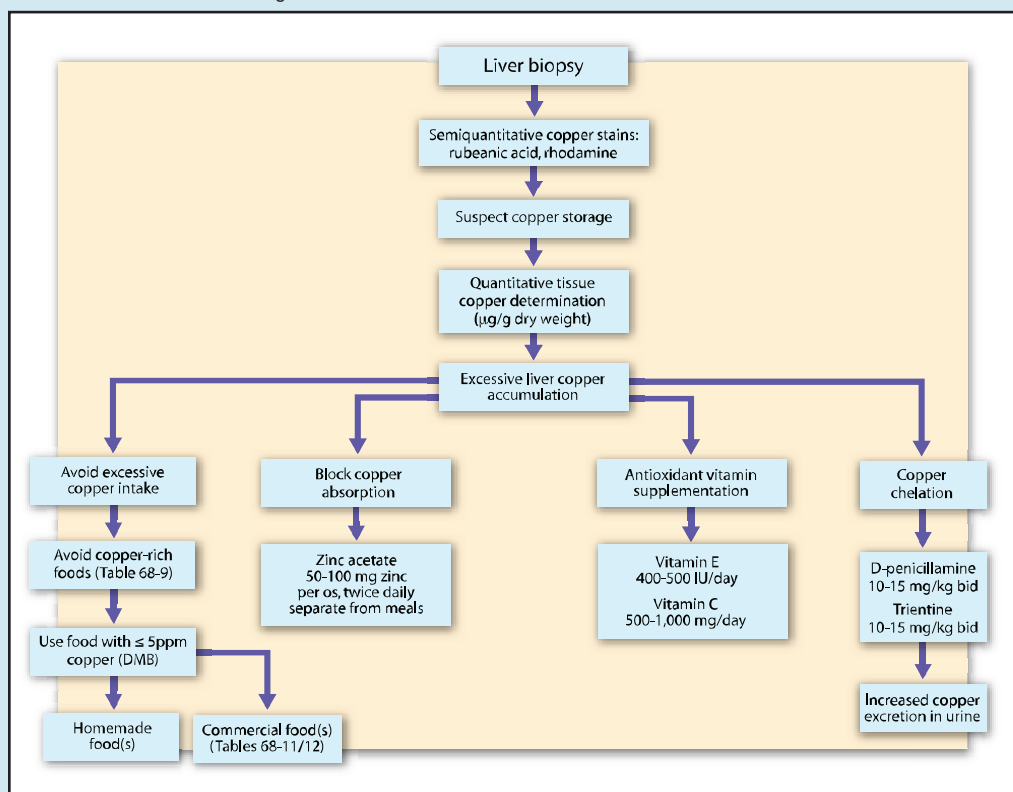 Liver biopsy
Semiquantitative copper stains:
rubeanic acid, rhodamine
Suspect copper storage
Quantitative tissue
copper determination
(µg/g dry weight)
Excessive liver copper
accumulation
Avoid excessive
copper intake
Block copper
absorption
Antioxidant vitamin
supplementation
Copper
chelation
Avoid copper-rich
foods (Table 68-9)
Zinc acetate
50-100 mg zinc
per os, twice daily
separate from meals
Vitamin E
400-500 IU/day
Vitamin C
500-1,000 mg/day
D-penicillamine
10-15 mg/kg bid
Trientine
10-15 mg/kg bid
Use food with ≤ 5ppm
copper (DMB)
Increased copper
excretion in urine
Homemade
food(s)
Commercial food(s)
(Tables 68-11/12)